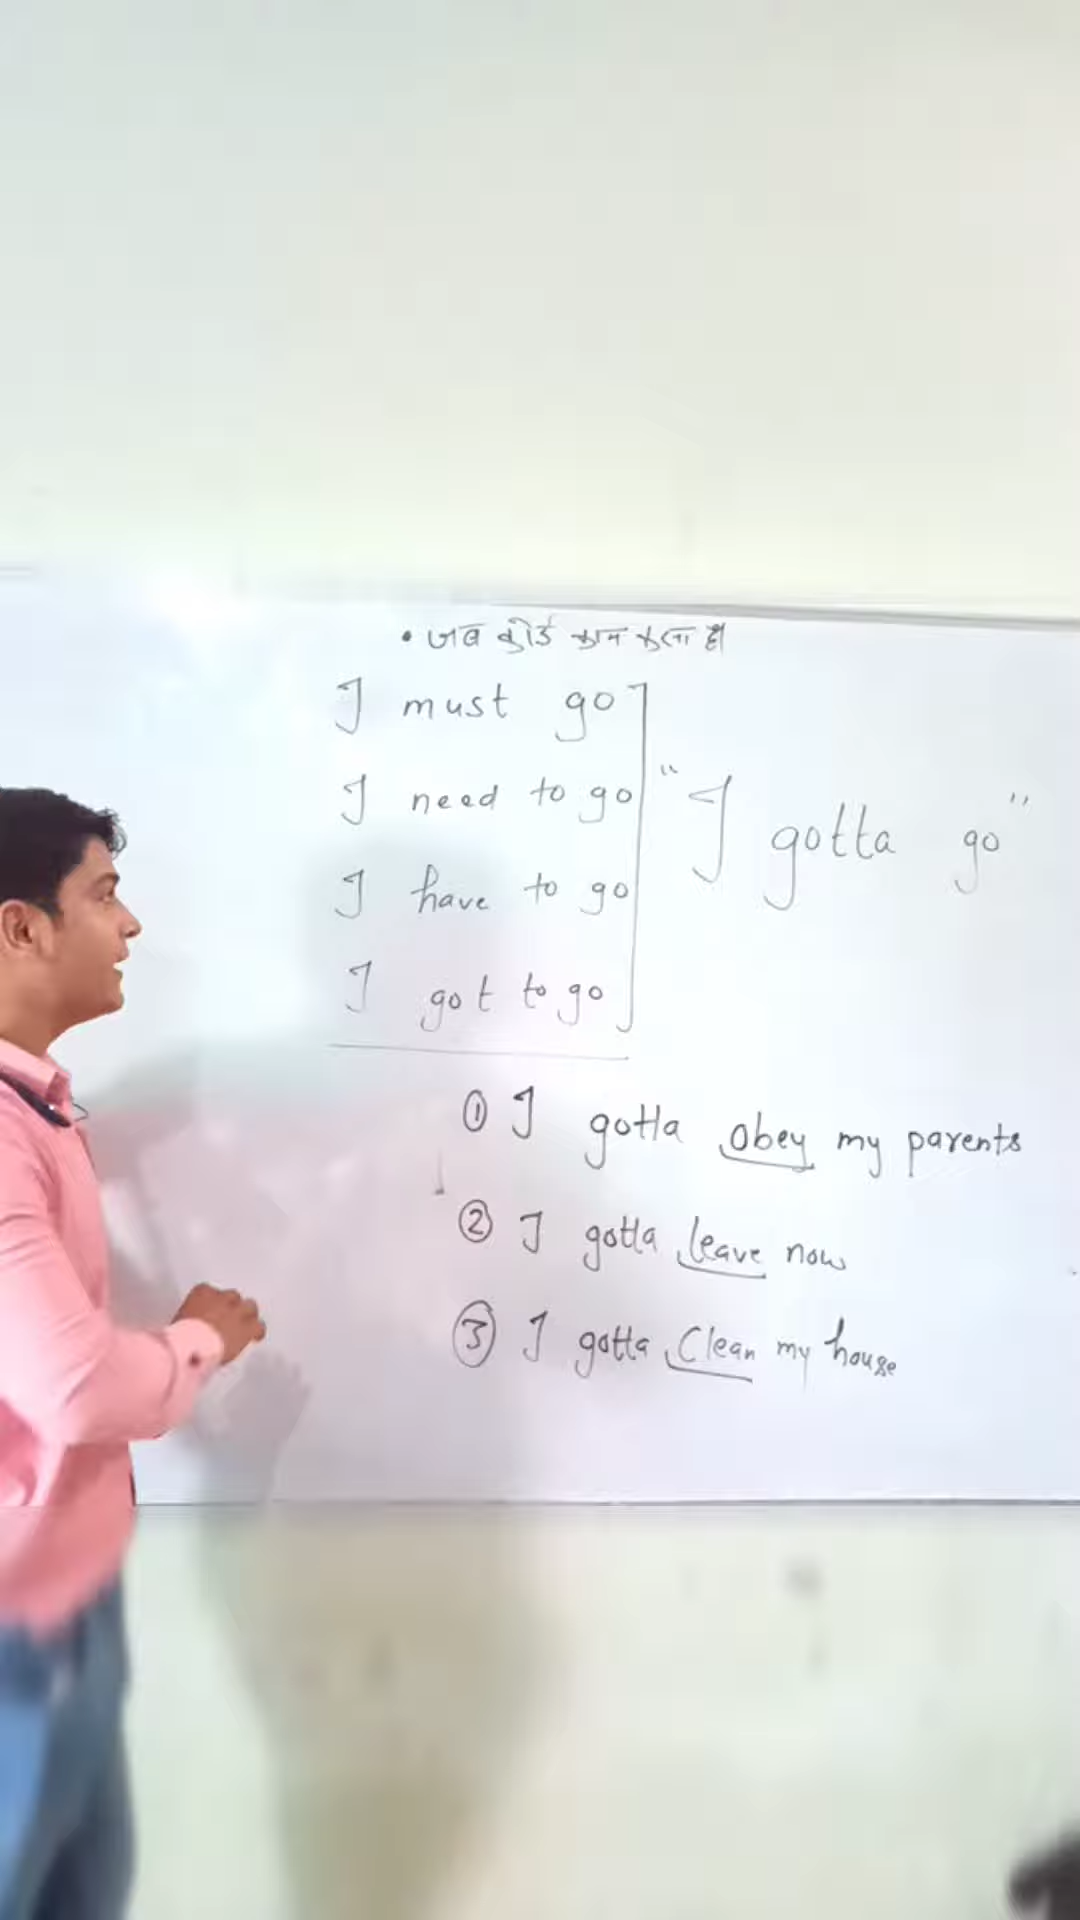 • जब कोई काम करना हो
I must go
I need to go
I have to go
I got to go
"I gotta go"
① I gotta obey my parents
② I gotta leave now
③ I gotta Clean my house